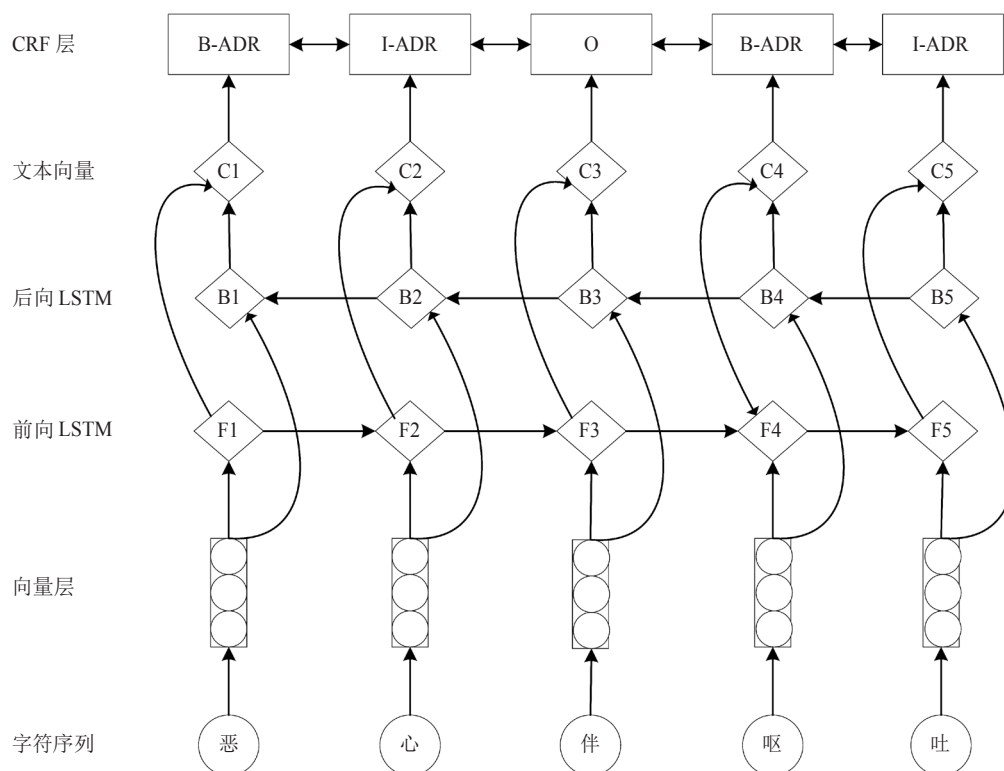 CRF 层 B-ADR I-ADR O B-ADR I-ADR
文本向量 C1 C2 C3 C4 C5
后向 LSTM B1 B2 B3 B4 B5
前向 LSTM F1 F2 F3 F4 F5
向量层
字符序列 恶 心 伴 呕 吐